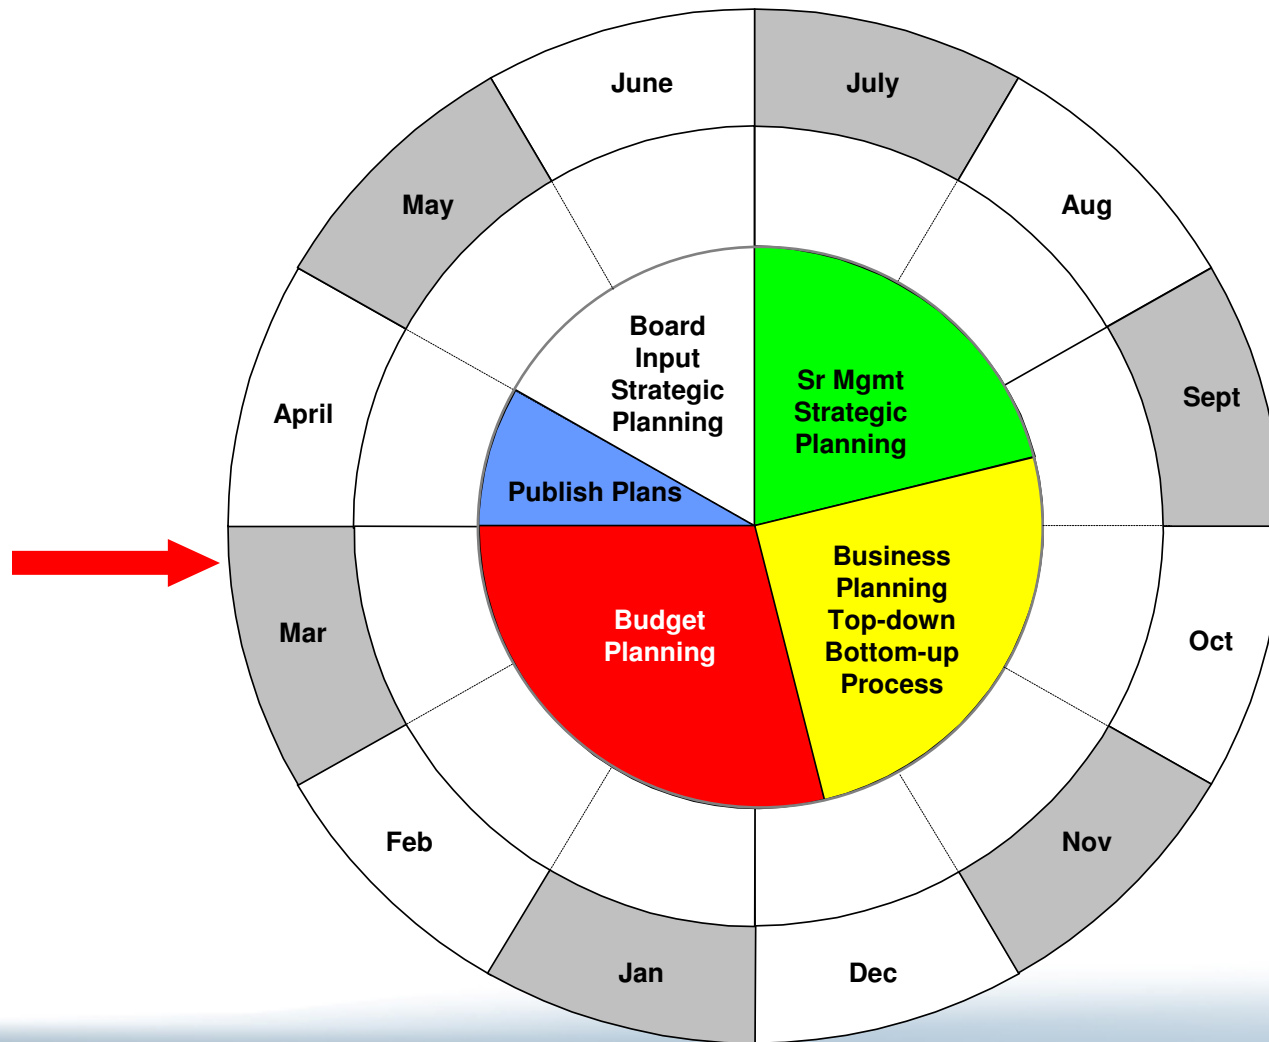 June
July
May
Aug
April
Sept
Mar
Oct
Feb
Nov
Jan
Dec
Board
Input
Strategic
Planning
Sr Mgmt
Strategic
Planning
Publish Plans
Business
Planning
Top-down
Bottom-up
Process
Budget
Planning